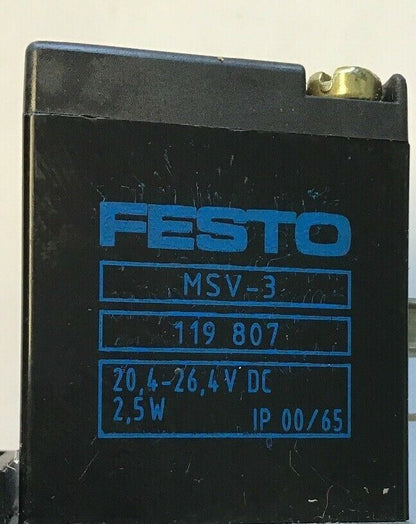 FESTO
MSV-3
119 807
20,4-26,4V DC
2,5W IP 00/65